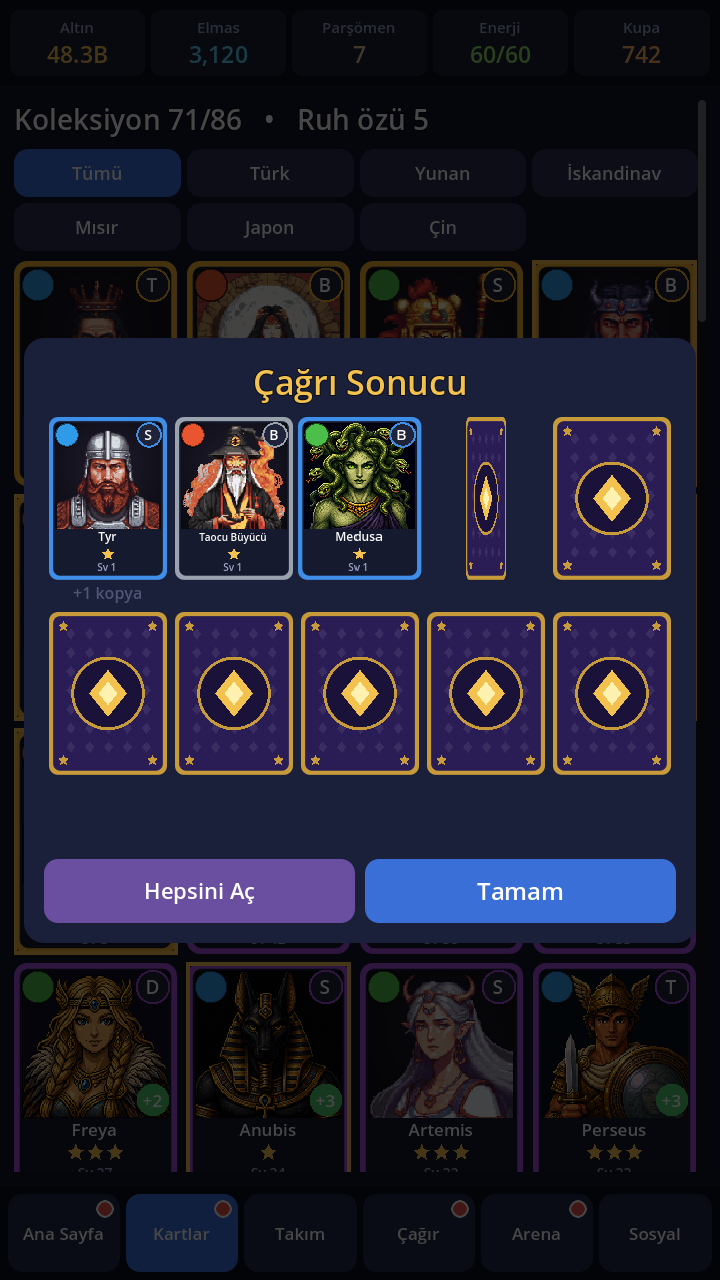 Altın Elmas Parşömen Enerji Kupa
48.3B 3,120 7 60/60 742
Koleksiyon 71/86 • Ruh özü 5
Tümü Türk Yunan İskandinav
Mısır Japon Çin
T B S B
Çağrı Sonucu
S B B
Tyr Taocu Büyücü Medusa
Sv 1 Sv 1 Sv 1
+1 kopya
Hepsini Aç Tamam
D S S T
+2 +3 +3
Freya Anubis Artemis Perseus
Ana Sayfa Kartlar Takım Çağır Arena Sosyal